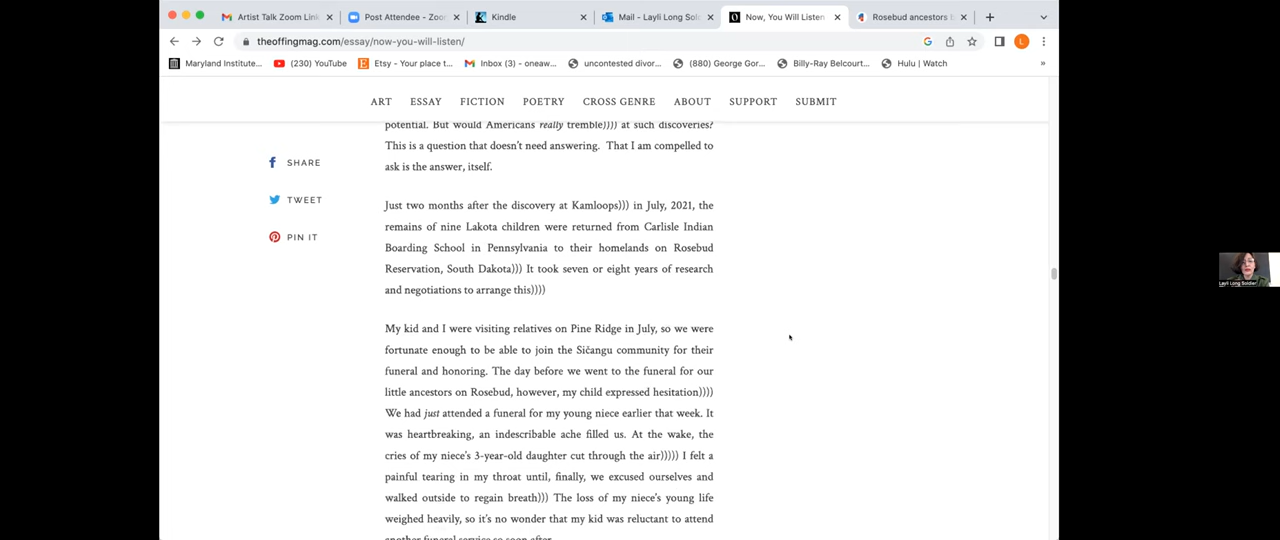 Artist Talk Zoom Link
Post Attendee - Zoo
Kindle
Mail - Layli Long Sol
Now, You Will Listen
Rosebud ancestors
theoffingmag.com/essay/now-you-will-listen/
G
L
Maryland Institute...
(230) YouTube
Etsy - Your place t...
Inbox (3) - oneaw...
uncontested divor...
(880) George Gor...
Billy-Ray Belcourt...
Hulu | Watch
»
ART
ESSAY
FICTION
POETRY
CROSS GENRE
ABOUT
SUPPORT
SUBMIT
SHARE
TWEET
PIN IT
potential. But would Americans really tremble)))) at such discoveries?
This is a question that doesn't need answering. That I am compelled to
ask is the answer, itself.
Just two months after the discovery at Kamloops))) in July, 2021, the
remains of nine Lakota children were returned from Carlisle Indian
Boarding School in Pennsylvania to their homelands on Rosebud
Reservation, South Dakota))) It took seven or eight years of research
and negotiations to arrange this))))
My kid and I were visiting relatives on Pine Ridge in July, so we were
fortunate enough to be able to join the Sičangu community for their
funeral and honoring. The day before we went to the funeral for our
little ancestors on Rosebud, however, my child expressed hesitation))))
We had just attended a funeral for my young niece earlier that week. It
was heartbreaking, an indescribable ache filled us. At the wake, the
cries of my niece's 3-year-old daughter cut through the air))))) I felt a
painful tearing in my throat until, finally, we excused ourselves and
walked outside to regain breath))) The loss of my niece's young life
weighed heavily, so it's no wonder that my kid was reluctant to attend
another funeral service so soon after
Layli Long Soldier